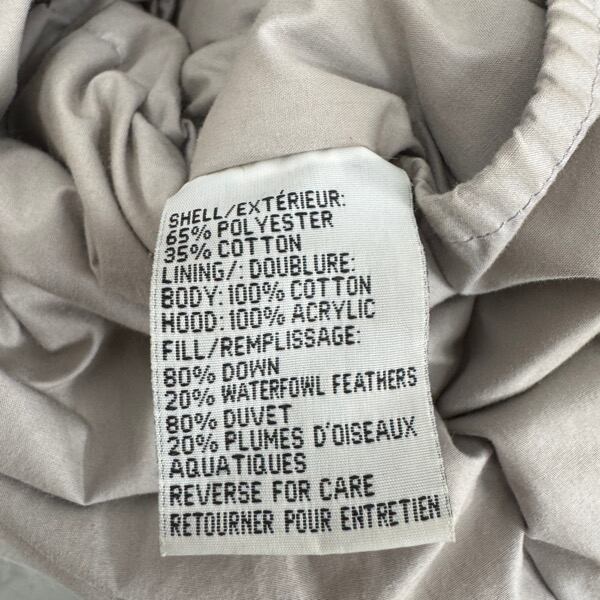 SHELL/EXTÉRIEUR:
65% POLYESTER
35% COTTON
LINING/: DOUBLURE:
BODY: 100% COTTON
HOOD: 100% ACRYLIC
FILL/REMPLISSAGE:
80% DOWN
20% WATERFOWL FEATHERS
80% DUVET
20% PLUMES D'OISEAUX
AQUATIQUES
REVERSE FOR CARE
RETOURNER POUR ENTRETIEN